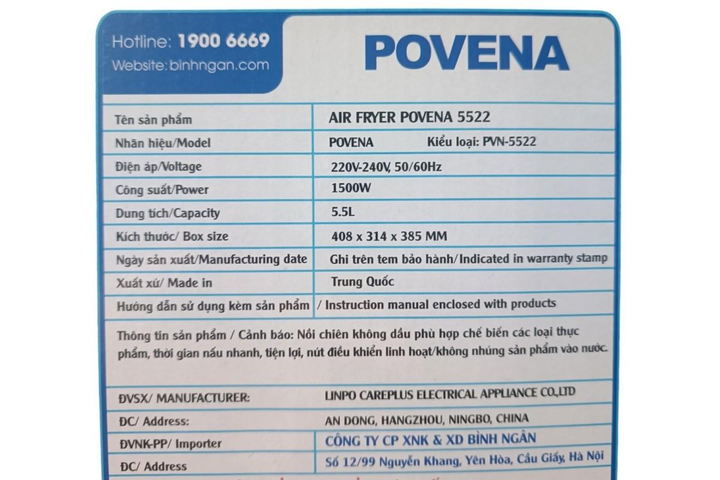 Hotline: 1900 6669
Website: binhngan.com
POVENA
Tên sản phẩm AIR FRYER POVENA 5522
Nhãn hiệu/Model POVENA Kiểu loại: PVN-5522
Điện áp/Voltage 220V-240V, 50/60Hz
Công suất/Power 1500W
Dung tích/Capacity 5.5L
Kích thước/ Box size 408 x 314 x 385 MM
Ngày sản xuất/Manufacturing date Ghi trên tem bảo hành/Indicated in warranty stamp
Xuất xứ/ Made in Trung Quốc
Hướng dẫn sử dụng kèm sản phẩm / Instruction manual enclosed with products
Thông tin sản phẩm / Cảnh báo: Nồi chiên không dầu phù hợp chế biến các loại thực
phẩm, thời gian nấu nhanh, tiện lợi, nút điều khiển linh hoạt/không nhúng sản phẩm vào nước.
ĐVSX/ MANUFACTURER: LINPO CAREPLUS ELECTRICAL APPLIANCE CO.,LTD
ĐC/ Address: AN DONG, HANGZHOU, NINGBO, CHINA
ĐVNK-PP/ Importer CÔNG TY CP XNK & XD BÌNH NGÂN
ĐC/ Address Số 12/99 Nguyễn Khang, Yên Hòa, Cầu Giấy, Hà Nội